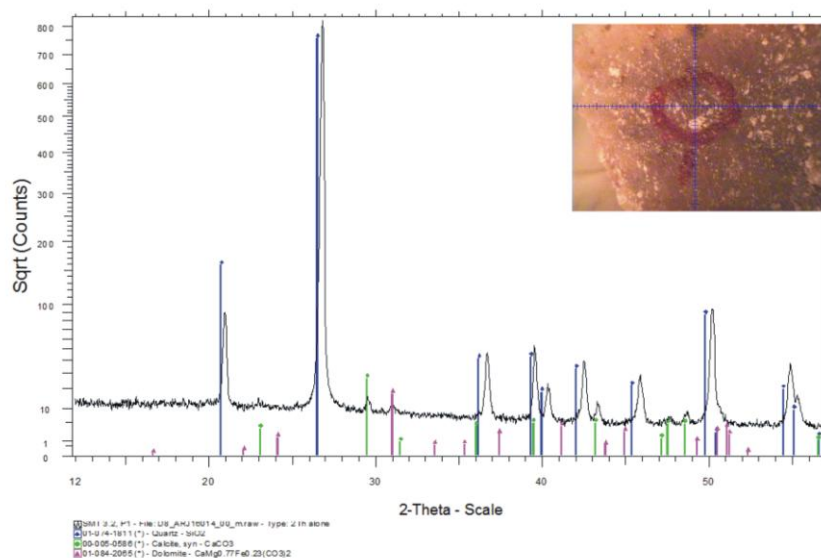 Sqrt (Counts)
800
700
600
500
400
300
200
100
10
1
0
12 20 30 40 50
2-Theta - Scale
SMT 3.2, P1 - File: D8_ARJ16014_00_m.raw - Type: 2Th alone
01-074-1811 (*) - Quartz - SiO2
00-005-0586 (*) - Calcite, syn - CaCO3
01-084-2065 (*) - Dolomite - CaMg0.77Fe0.23(CO3)2